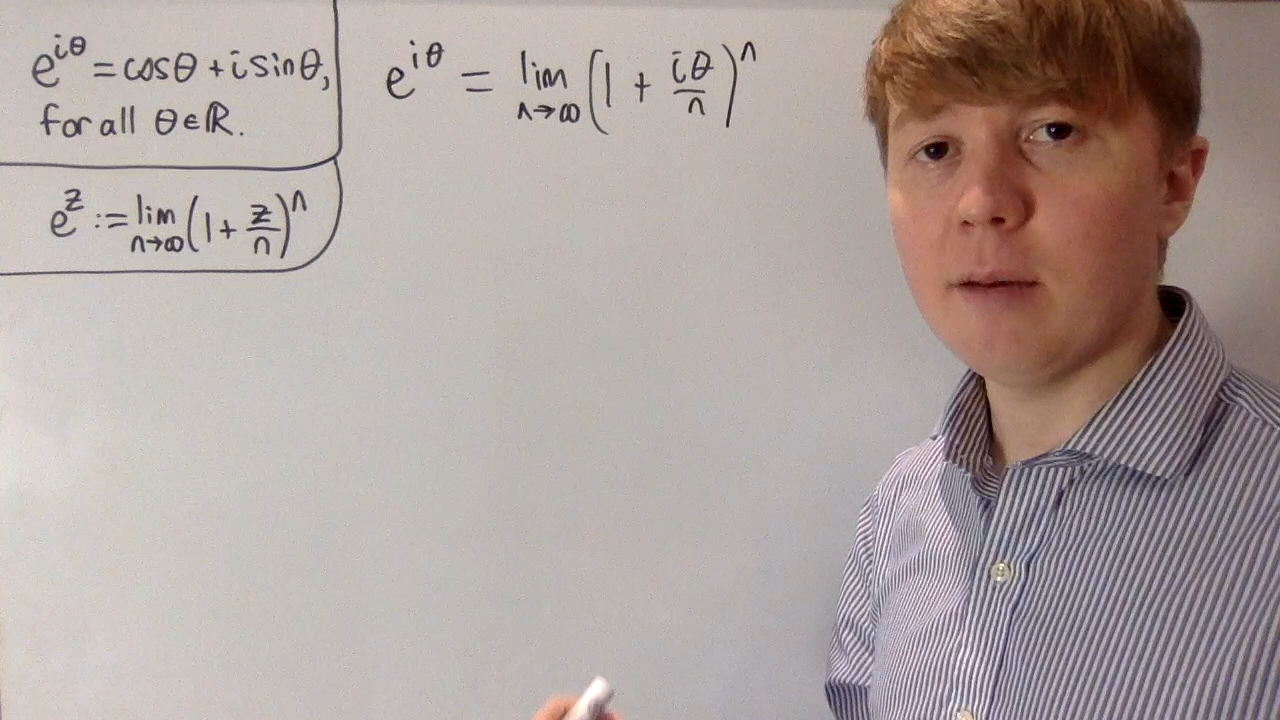 e^{iθ} = cosθ + i sinθ,
for all θ ∈ ℝ.
e^z := lim_{n→∞} (1 + z/n)^n
e^{iθ} = lim_{n→∞} (1 + iθ/n)^n